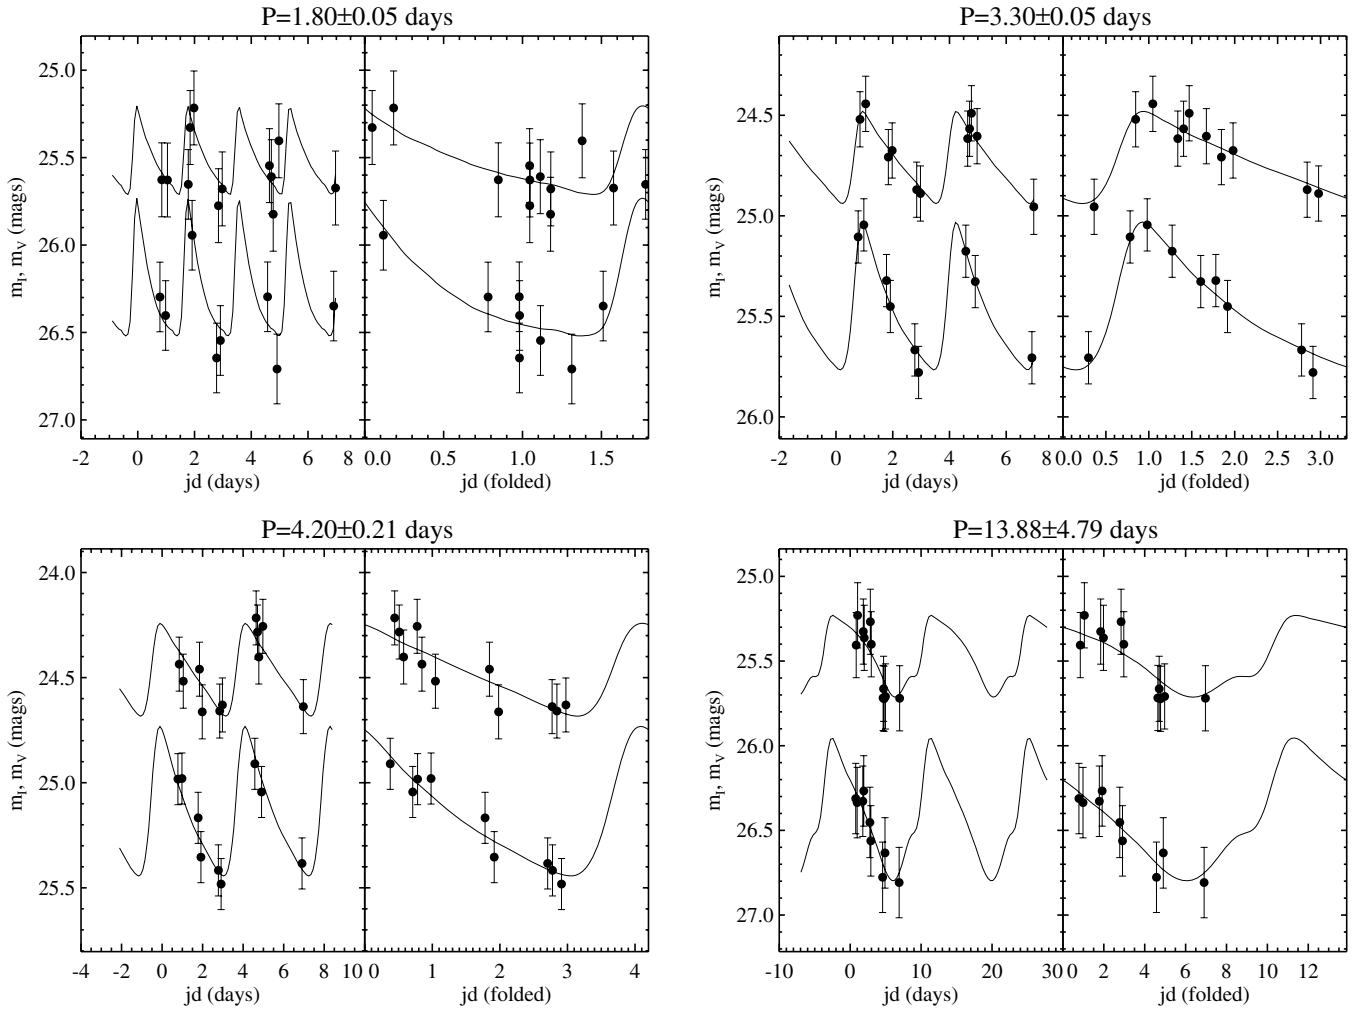 P=1.80±0.05 days
P=3.30±0.05 days
25.0
25.5
26.0
26.5
27.0
m_I, m_V (mags)
-2 0 2 4 6 8 0.0 0.5 1.0 1.5
jd (days) jd (folded)
24.5
25.0
25.5
26.0
m_I, m_V (mags)
-2 0 2 4 6 8 0.0 0.5 1.0 1.5 2.0 2.5 3.0
jd (days) jd (folded)
P=4.20±0.21 days
P=13.88±4.79 days
24.0
24.5
25.0
25.5
m_I, m_V (mags)
-4 -2 0 2 4 6 8 10 0 1 2 3 4
jd (days) jd (folded)
25.0
25.5
26.0
26.5
27.0
m_I, m_V (mags)
-10 0 10 20 30 0 2 4 6 8 10 12
jd (days) jd (folded)